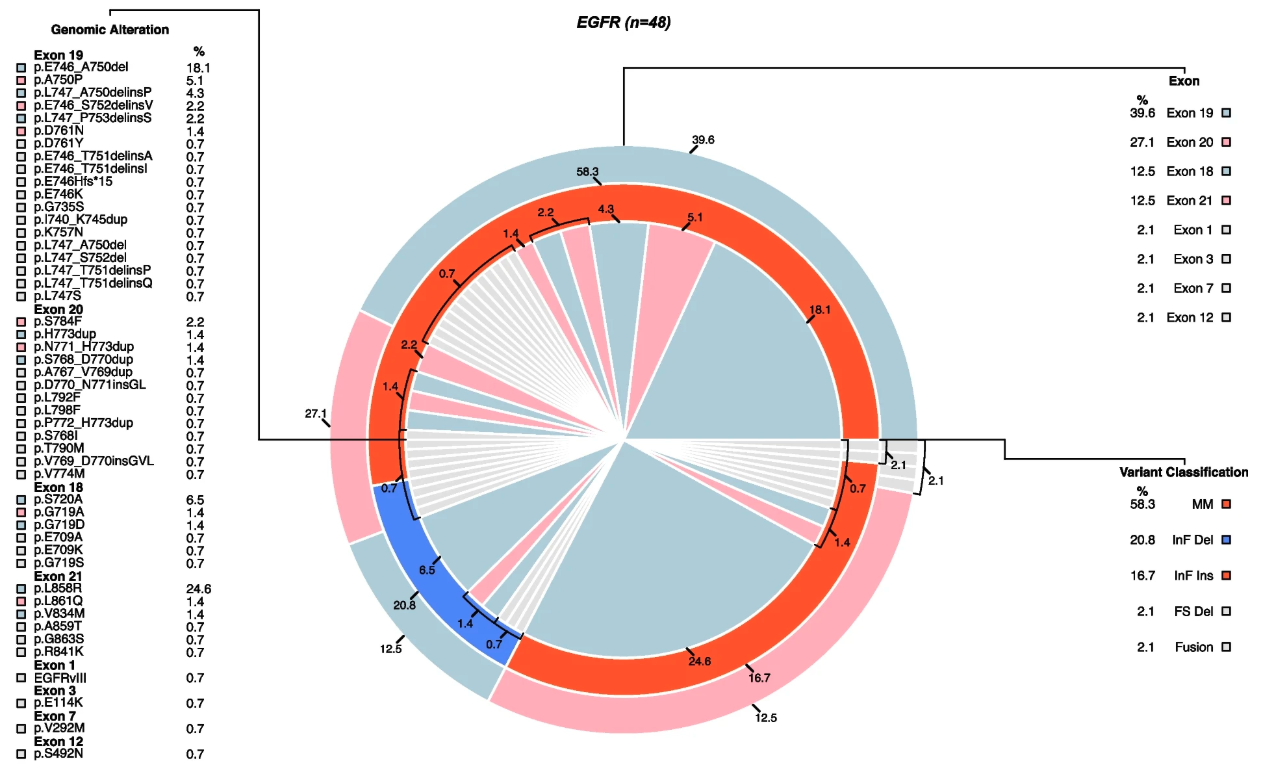 EGFR (n=48)
Genomic Alteration
%
Exon 19
p.E746_A750del 18.1
p.A750P 5.1
p.L747_A750delinsP 4.3
p.E746_S752delinsV 2.2
p.L747_P753delinsS 2.2
p.D761N 1.4
p.D761Y 0.7
p.E746_T751delinsA 0.7
p.E746_T751delinsI 0.7
p.E746Hfs*15 0.7
p.E746K 0.7
p.G735S 0.7
p.I740_K745dup 0.7
p.K757N 0.7
p.L747_A750del 0.7
p.L747_S752del 0.7
p.L747_T751delinsP 0.7
p.L747_T751delinsQ 0.7
p.L747S 0.7
Exon 20
p.S784F 2.2
p.H773dup 1.4
p.N771_H773dup 1.4
p.S768_D770dup 1.4
p.A767_V769dup 0.7
p.D770_N771insGL 0.7
p.L792F 0.7
p.L798F 0.7
p.P772_H773dup 0.7
p.S768I 0.7
p.T790M 0.7
p.V769_D770insGVL 0.7
p.V774M 0.7
Exon 18
p.S720A 6.5
p.G719A 1.4
p.G719D 1.4
p.E709A 0.7
p.E709K 0.7
p.G719S 0.7
Exon 21
p.L858R 24.6
p.L861Q 1.4
p.V834M 1.4
p.A859T 0.7
p.G863S 0.7
p.R841K 0.7
Exon 1
EGFRvIII 0.7
Exon 3
p.E114K 0.7
Exon 7
p.V292M 0.7
Exon 12
p.S492N 0.7
39.6
58.3
2.2
4.3
5.1
1.4
0.7
18.1
2.2
1.4
27.1
0.7
6.5
20.8
12.5
1.4
0.7
24.6
16.7
12.5
1.4
0.7
2.1
2.1
Exon
%
39.6 Exon 19
27.1 Exon 20
12.5 Exon 18
12.5 Exon 21
2.1 Exon 1
2.1 Exon 3
2.1 Exon 7
2.1 Exon 12
Variant Classification
%
58.3 MM
20.8 InF Del
16.7 InF Ins
2.1 FS Del
2.1 Fusion